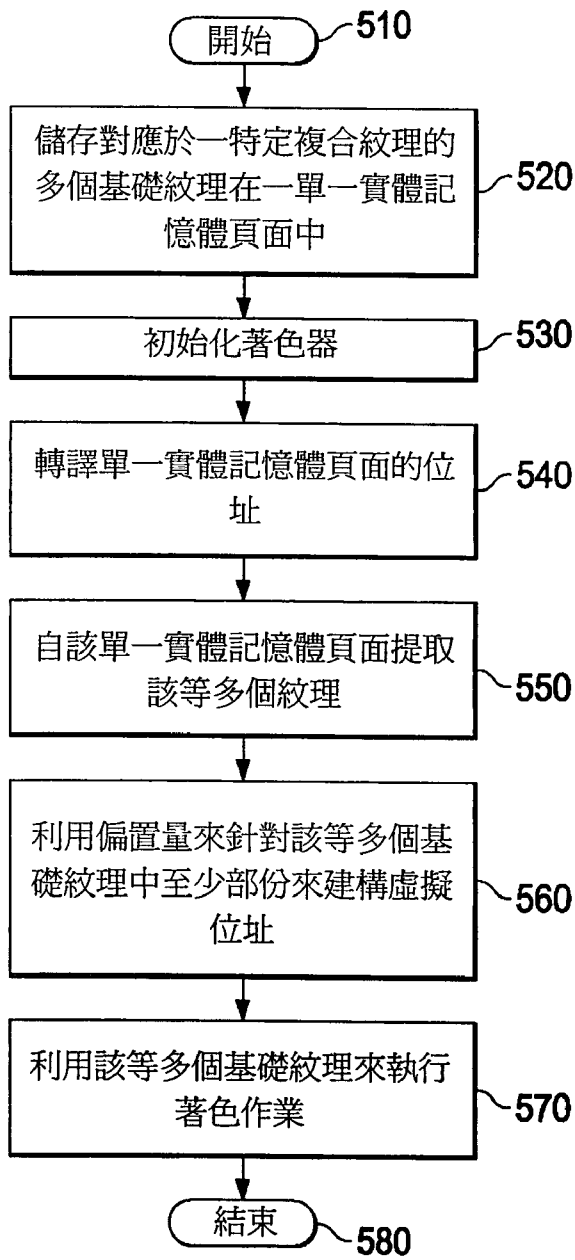 開始
510
儲存對應於一特定複合紋理的
多個基礎紋理在一單一實體記
憶體頁面中
520
初始化著色器
530
轉譯單一實體記憶體頁面的位
址
540
自該單一實體記憶體頁面提取
該等多個紋理
550
利用偏置量來針對該等多個基
礎紋理中至少部份來建構虛擬
位址
560
利用該等多個基礎紋理來執行
著色作業
570
結束
580